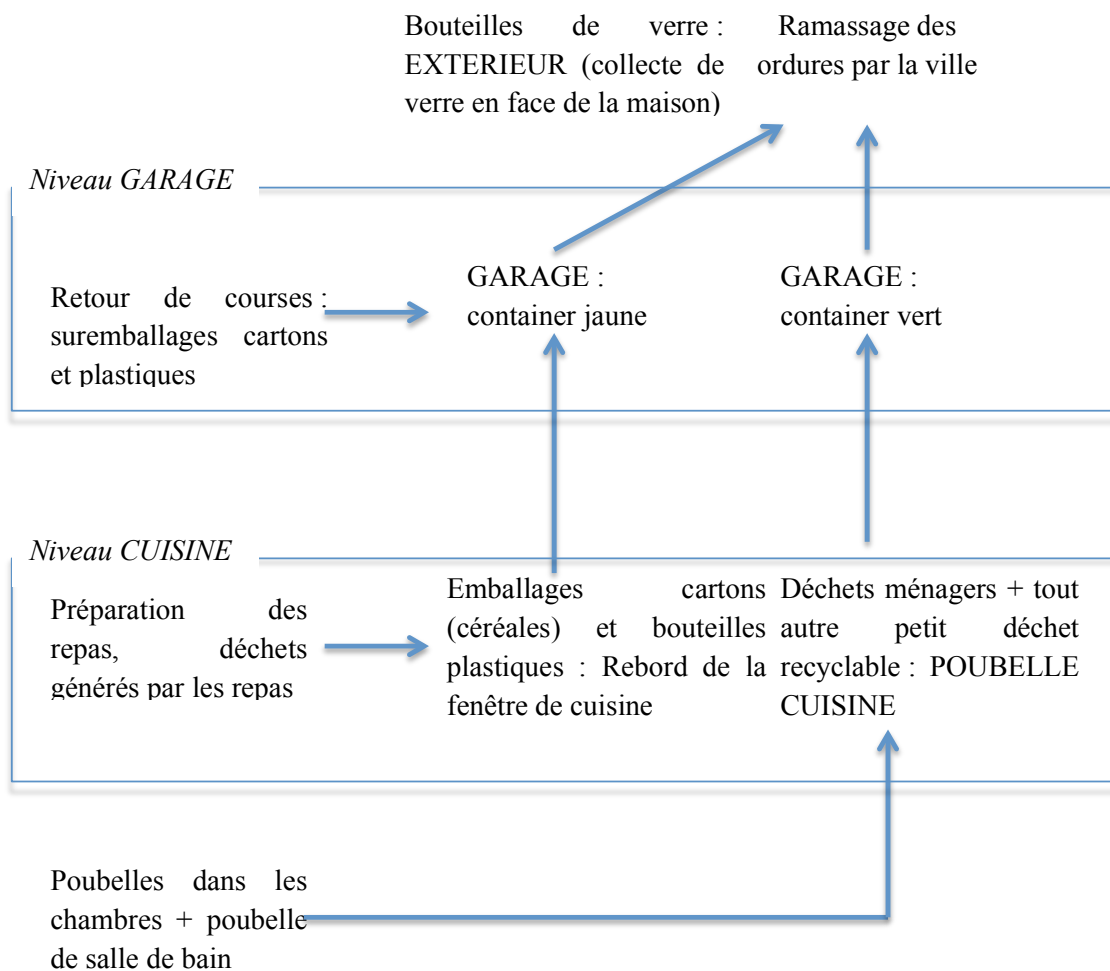 Bouteilles de verre :
EXTERIEUR (collecte de
verre en face de la maison)
Ramassage des
ordures par la ville
Niveau GARAGE
Retour de courses :
suremballages cartons
et plastiques
GARAGE :
container jaune
GARAGE :
container vert
Niveau CUISINE
Préparation des
repas, déchets
générés par les repas
Emballages cartons
(céréales) et bouteilles
plastiques : Rebord de la
fenêtre de cuisine
Déchets ménagers + tout
autre petit déchet
recyclable : POUBELLE
CUISINE
Poubelles dans les
chambres + poubelle
de salle de bain